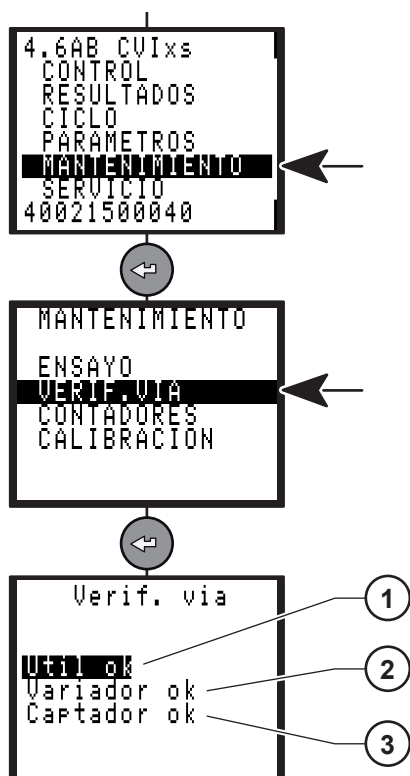 4.6AB CVIxs
CONTROL
RESULTADOS
CICLO
PARAMETROS
MANTENIMIENTO
SERVICIO
40021500040
MANTENIMIENTO
ENSAYO
VERIF.VIA
CONTADORES
CALIBRACION
Verif. via
Util ok
Variador ok
Captador ok
1
2
3